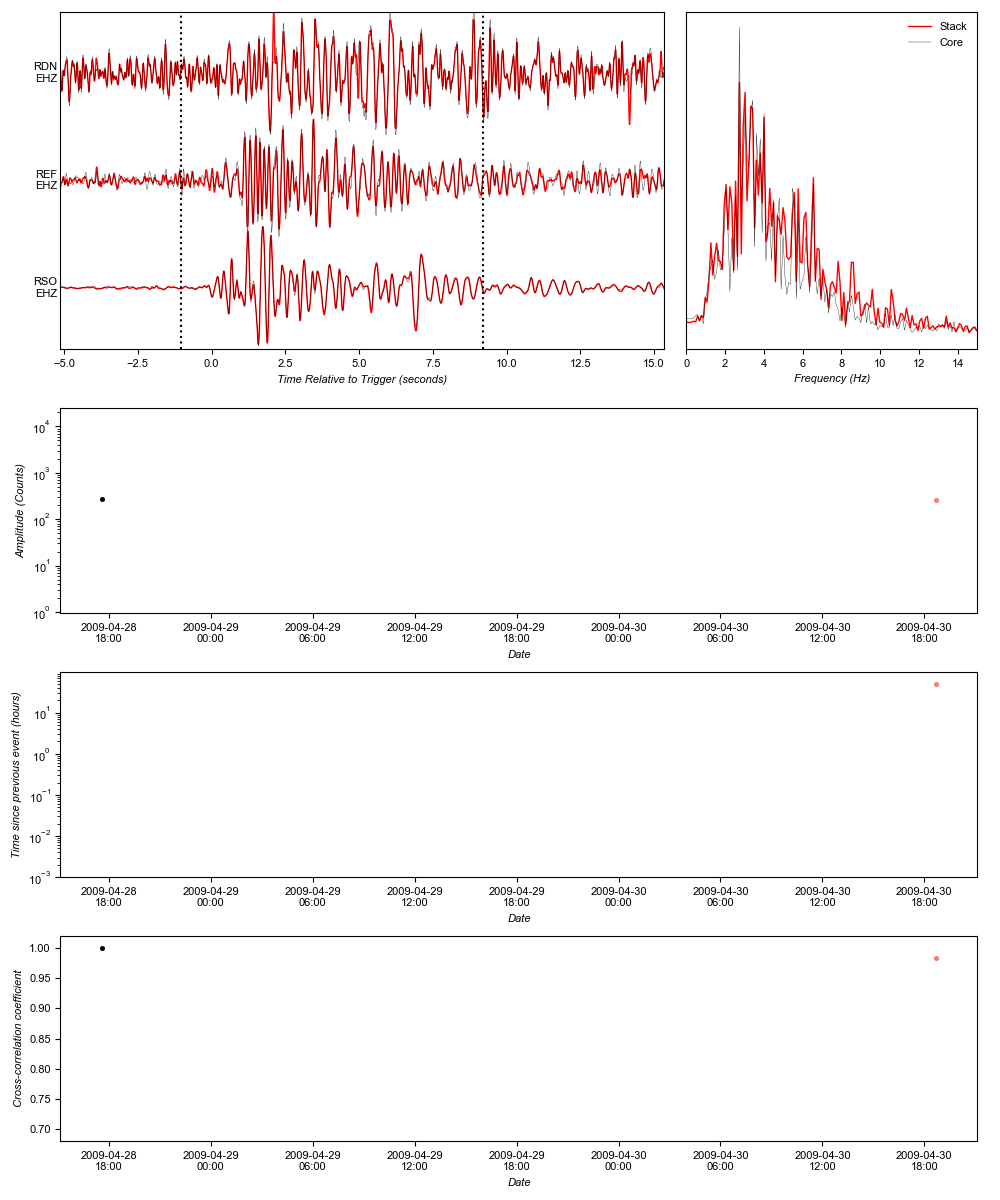 RDN
EHZ
REF
EHZ
RSO
EHZ
−5.0 −2.5 0.0 2.5 5.0 7.5 10.0 12.5 15.0
Time Relative to Trigger (seconds)
Stack
Core
0 2 4 6 8 10 12 14
Frequency (Hz)
10^4
10^3
10^2
10^1
10^0
Amplitude (Counts)
2009-04-28 2009-04-29 2009-04-29 2009-04-29 2009-04-29 2009-04-30 2009-04-30 2009-04-30 2009-04-30
18:00 00:00 06:00 12:00 18:00 00:00 06:00 12:00 18:00
Date
10^1
10^0
10^−1
10^−2
10^−3
Time since previous event (hours)
2009-04-28 2009-04-29 2009-04-29 2009-04-29 2009-04-29 2009-04-30 2009-04-30 2009-04-30 2009-04-30
18:00 00:00 06:00 12:00 18:00 00:00 06:00 12:00 18:00
Date
1.00
0.95
0.90
0.85
0.80
0.75
0.70
Cross-correlation coefficient
2009-04-28 2009-04-29 2009-04-29 2009-04-29 2009-04-29 2009-04-30 2009-04-30 2009-04-30 2009-04-30
18:00 00:00 06:00 12:00 18:00 00:00 06:00 12:00 18:00
Date